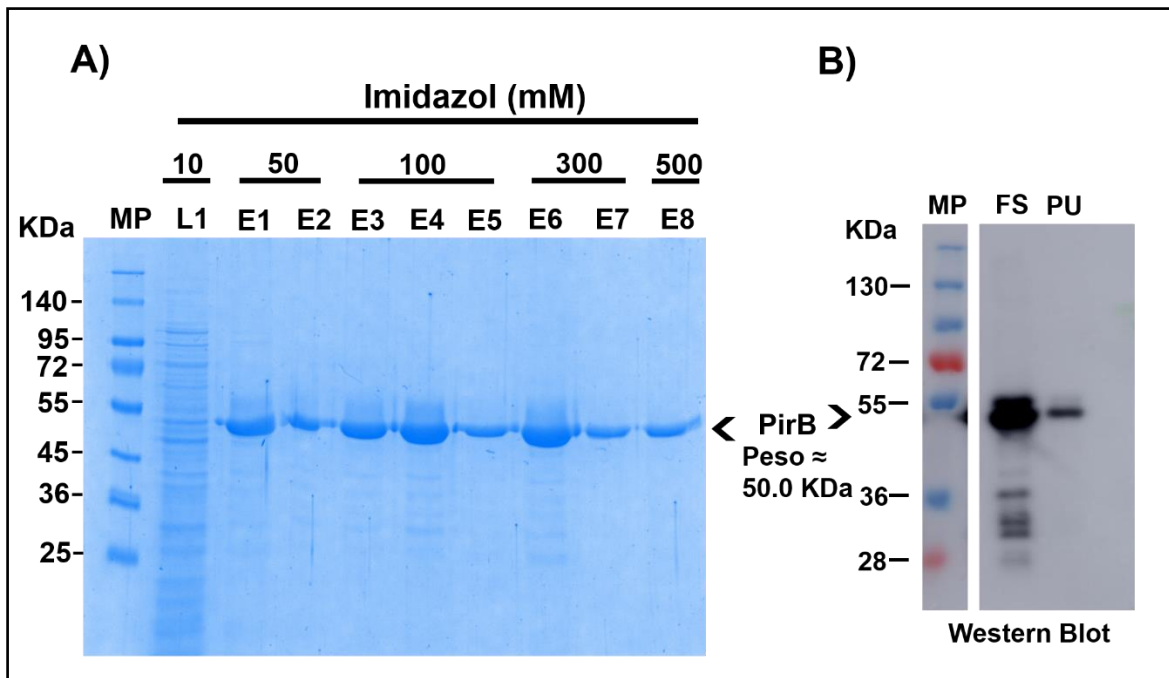 A)
B)
Imidazol (mM)
10 50 100 300 500
KDa MP L1 E1 E2 E3 E4 E5 E6 E7 E8
140
95
72
55
45
36
25
PirB
Peso ≈
50.0 KDa
MP FS PU
KDa
130
72
55
36
28
Western Blot